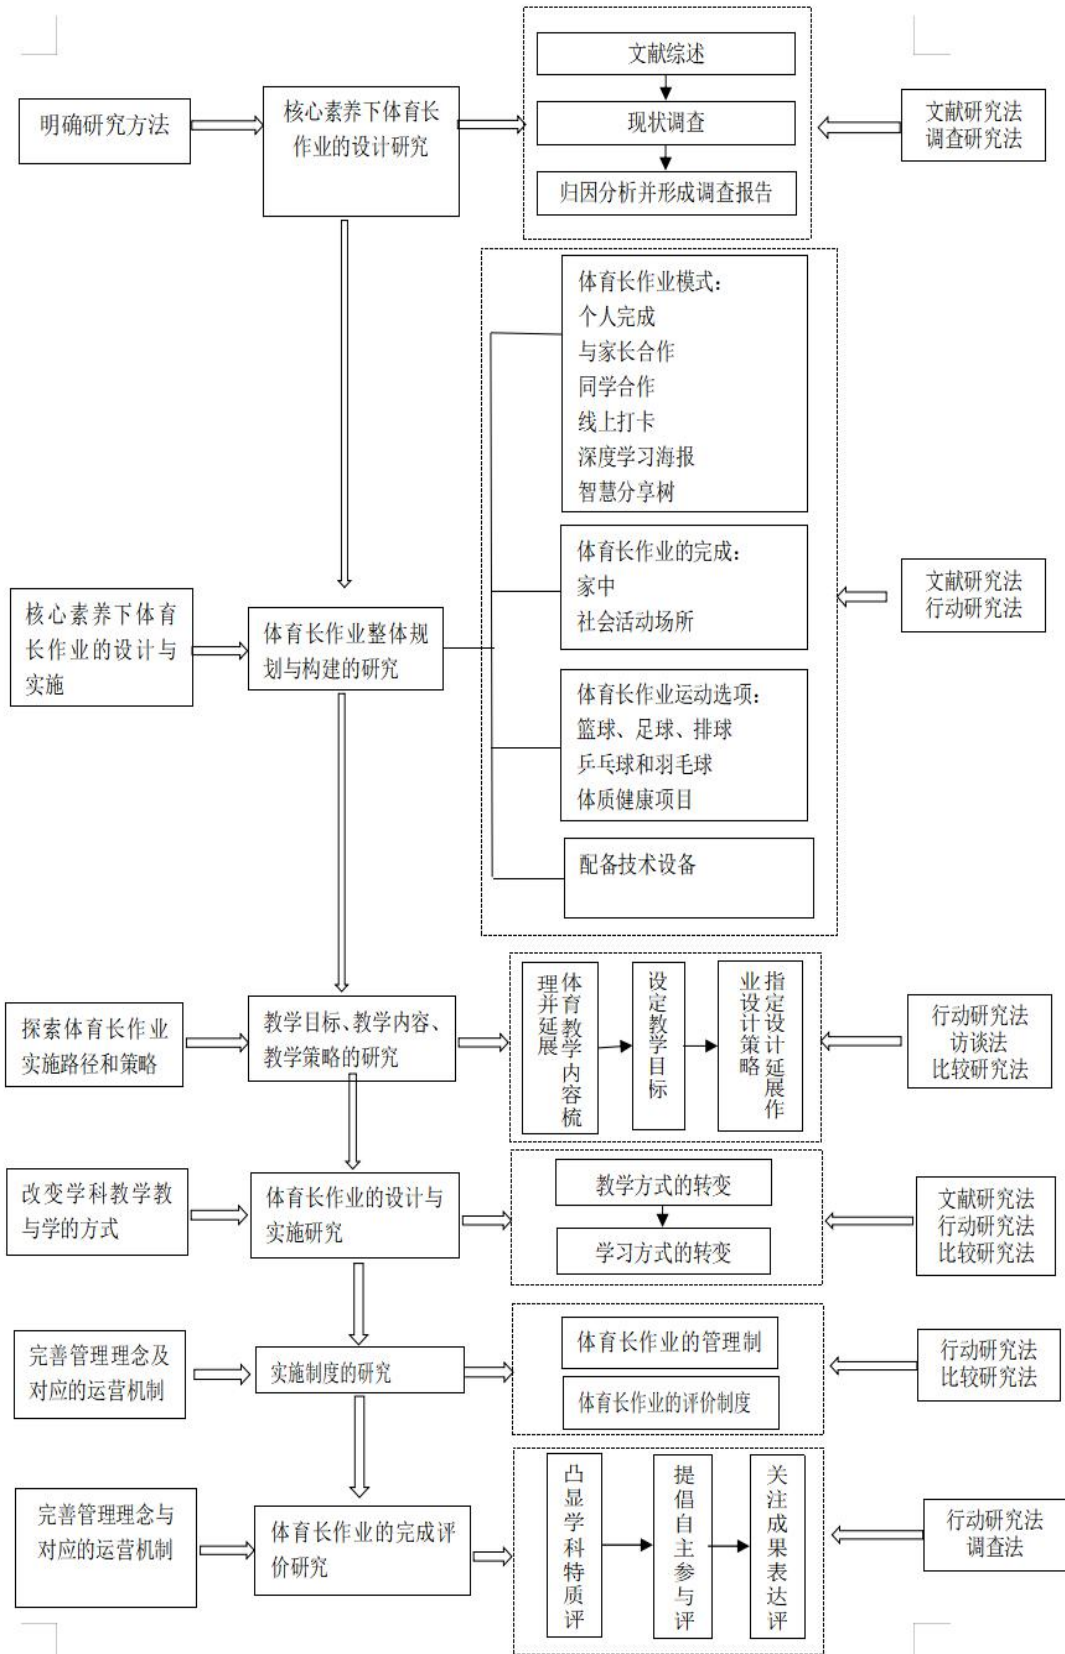 明确研究方法
核心素养下体育长
作业的设计研究
文献综述
现状调查
归因分析并形成调查报告
文献研究法
调查研究法
核心素养下体育
长作业的设计与
实施
体育长作业整体规
划与构建的研究
体育长作业模式：
个人完成
与家长合作
同学合作
线上打卡
深度学习海报
智慧分享树
体育长作业的完成：
家中
社会活动场所
体育长作业运动选项：
篮球、足球、排球
乒乓球和羽毛球
体质健康项目
配备技术设备
文献研究法
行动研究法
探索体育长作业
实施路径和策略
教学目标、教学内容、
教学策略的研究
体育教学内容梳
理并延展
设定教学目标
指定设计延展作
业设计策略
行动研究法
访谈法
比较研究法
改变学科教学教
与学的方式
体育长作业的设计与
实施研究
教学方式的转变
学习方式的转变
文献研究法
行动研究法
比较研究法
完善管理理念及
对应的运营机制
实施制度的研究
体育长作业的管理制
体育长作业的评价制度
行动研究法
比较研究法
完善管理理念与
对应的运营机制
体育长作业的完成评
价研究
凸显学科特质评
提倡自主参与评
关注成果表达评
行动研究法
调查法